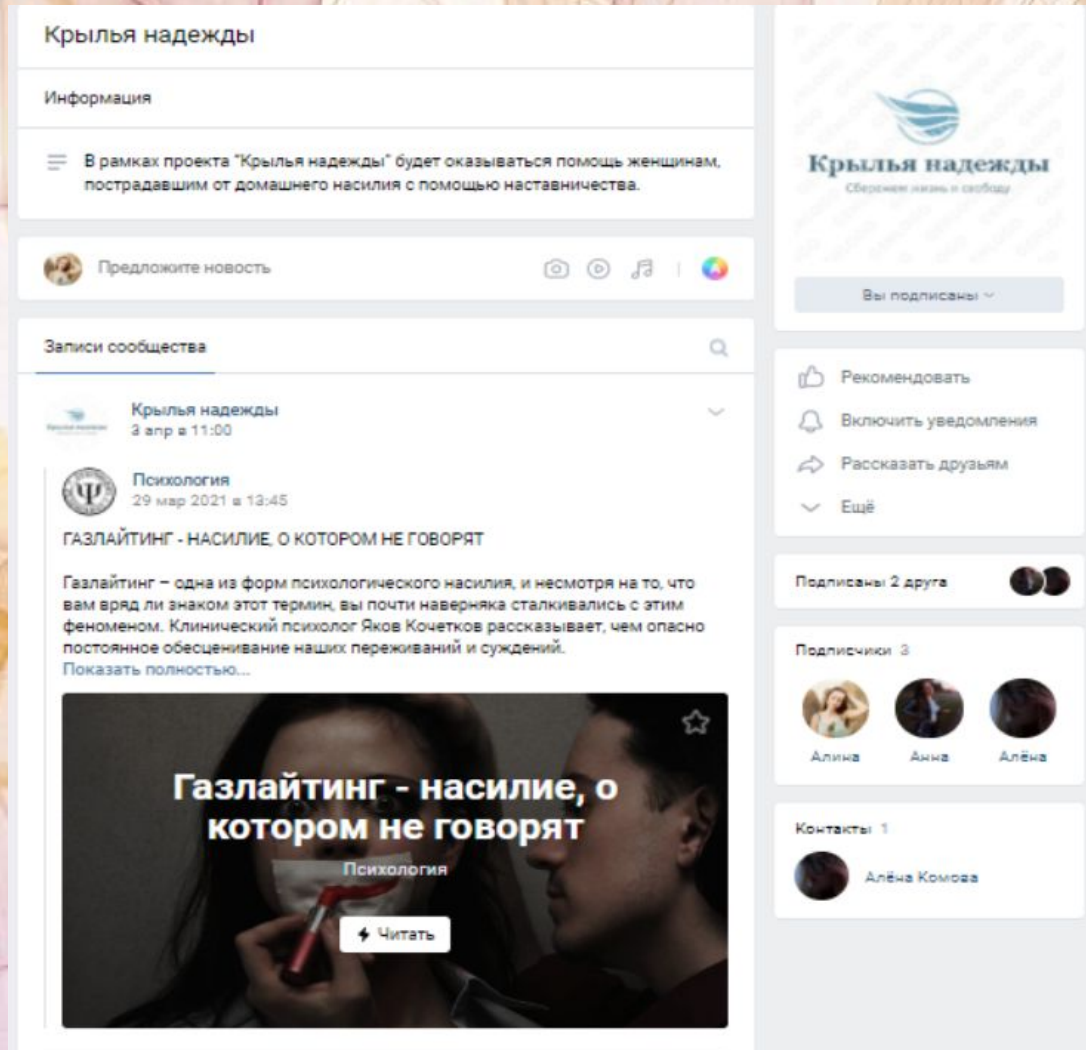 Крылья надежды
Информация
В рамках проекта "Крылья надежды" будет оказываться помощь женщинам,
пострадавшим от домашнего насилия с помощью наставничества.
Предложите новость
Записи сообщества
Крылья надежды
3 апр в 11:00
Психология
29 мар 2021 в 13:45
ГАЗЛАЙТИНГ - НАСИЛИЕ, О КОТОРОМ НЕ ГОВОРЯТ
Газлайтинг – одна из форм психологического насилия, и несмотря на то, что
вам вряд ли знаком этот термин, вы почти наверняка сталкивались с этим
феноменом. Клинический психолог Яков Кочетков рассказывает, чем опасно
постоянное обесценивание наших переживаний и суждений.
Показать полностью...
Газлайтинг - насилие, о
котором не говорят
Психология
Читать
Крылья надежды
Сбережем жизнь и свободу
Вы подписаны
Рекомендовать
Включить уведомления
Рассказать друзьям
Ещё
Подписаны 2 друга
Подписчики 3
Алина
Анна
Алёна
Контакты 1
Алёна Комова